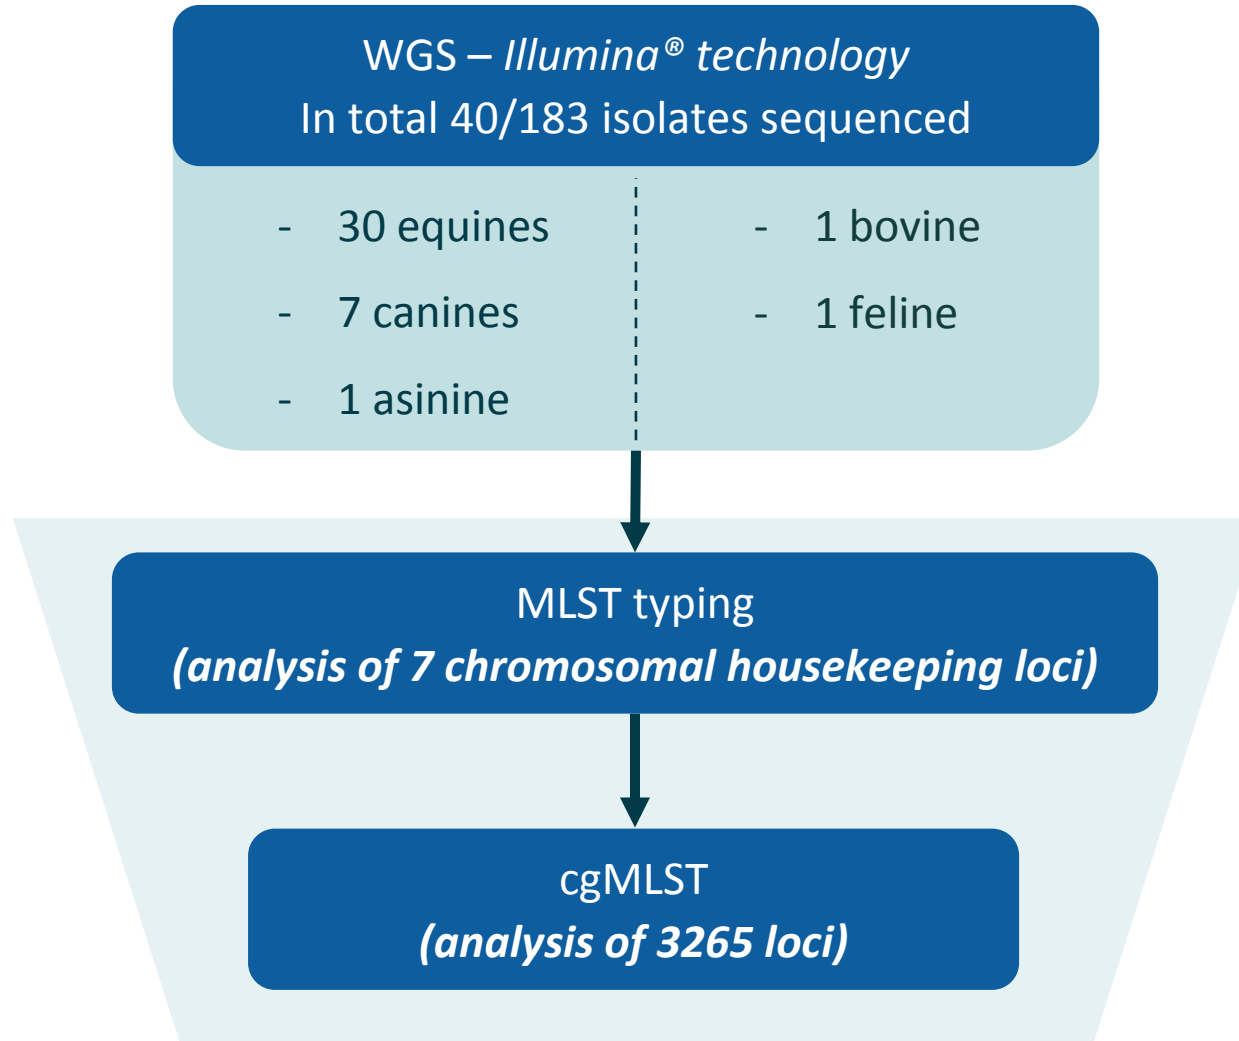 WGS – Illumina® technology
In total 40/183 isolates sequenced
- 30 equines
- 7 canines
- 1 asinine
- 1 bovine
- 1 feline
MLST typing
(analysis of 7 chromosomal housekeeping loci)
cgMLST
(analysis of 3265 loci)